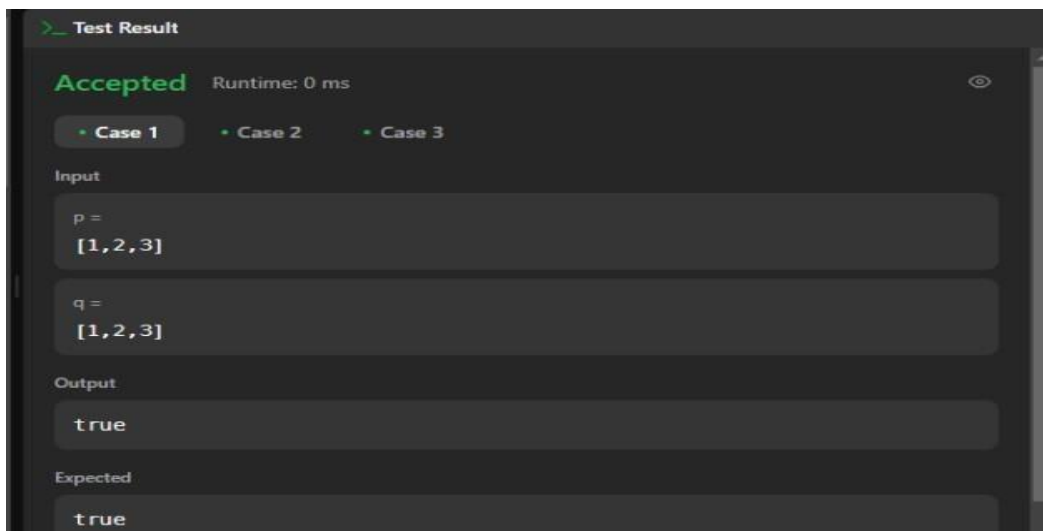 >_ Test Result
Accepted Runtime: 0 ms
• Case 1 • Case 2 • Case 3
Input
p =
[1,2,3]
q =
[1,2,3]
Output
true
Expected
true